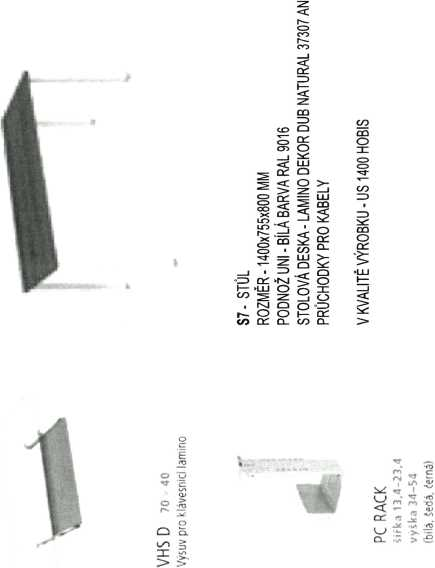 S7 - STŮL
ROZMĚR - 1400x755x800 MM
PODNOŽ UNI - BÍLÁ BARVA RAL 9016
STOLOVÁ DESKA - LAMINO DEKOR DUB NATURAL 37307 AN
PRŮCHODKY PRO KABELY
V KVALITĚ VÝROBKU - US 1400 HOBIS
VHS D 70 × 40
Výsuv pro klávesnici lamino
PC RACK
šířka 13,4–23,4
výška 34–54
(bílá, šedá, černá)